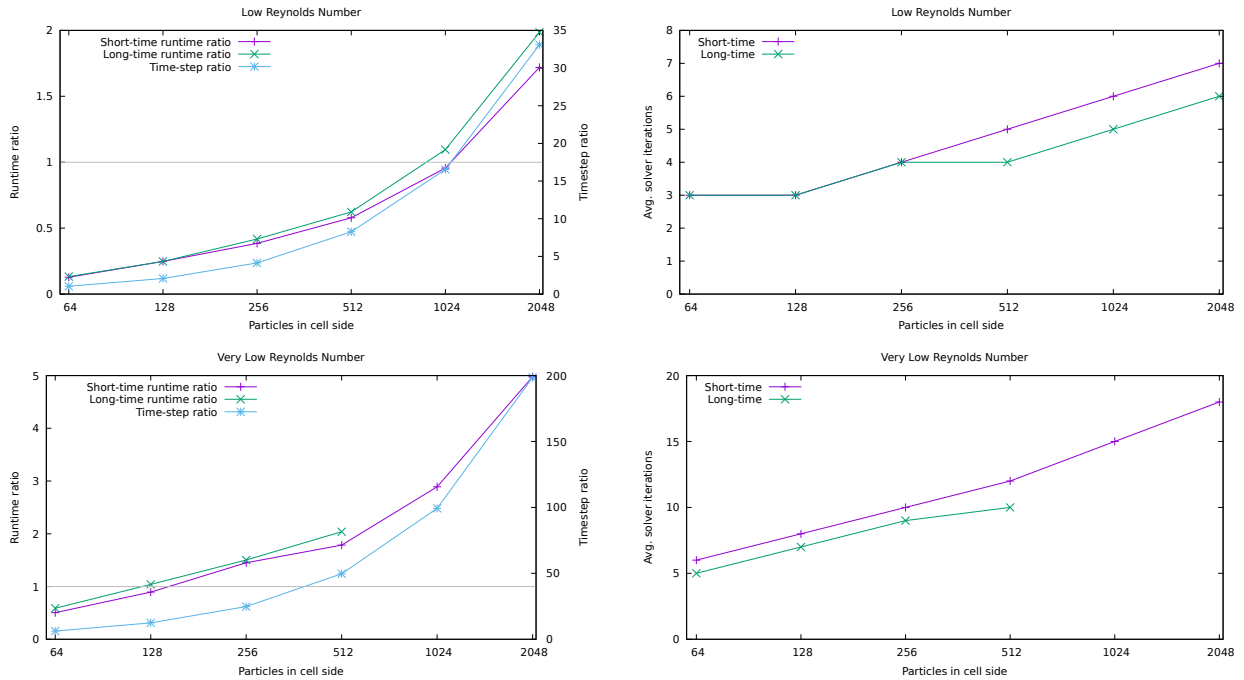 Low Reynolds Number
2
1.5
1
0.5
0
Runtime ratio
Short-time runtime ratio
Long-time runtime ratio
Time-step ratio
35
30
25
20
15
10
5
0
Timestep ratio
64 128 256 512 1024 2048
Particles in cell side
Low Reynolds Number
8
7
6
5
4
3
2
1
0
Avg. solver iterations
Short-time
Long-time
64 128 256 512 1024 2048
Particles in cell side
Very Low Reynolds Number
5
4
3
2
1
0
Runtime ratio
Short-time runtime ratio
Long-time runtime ratio
Time-step ratio
200
150
100
50
0
Timestep ratio
64 128 256 512 1024 2048
Particles in cell side
Very Low Reynolds Number
20
15
10
5
0
Avg. solver iterations
Short-time
Long-time
64 128 256 512 1024 2048
Particles in cell side